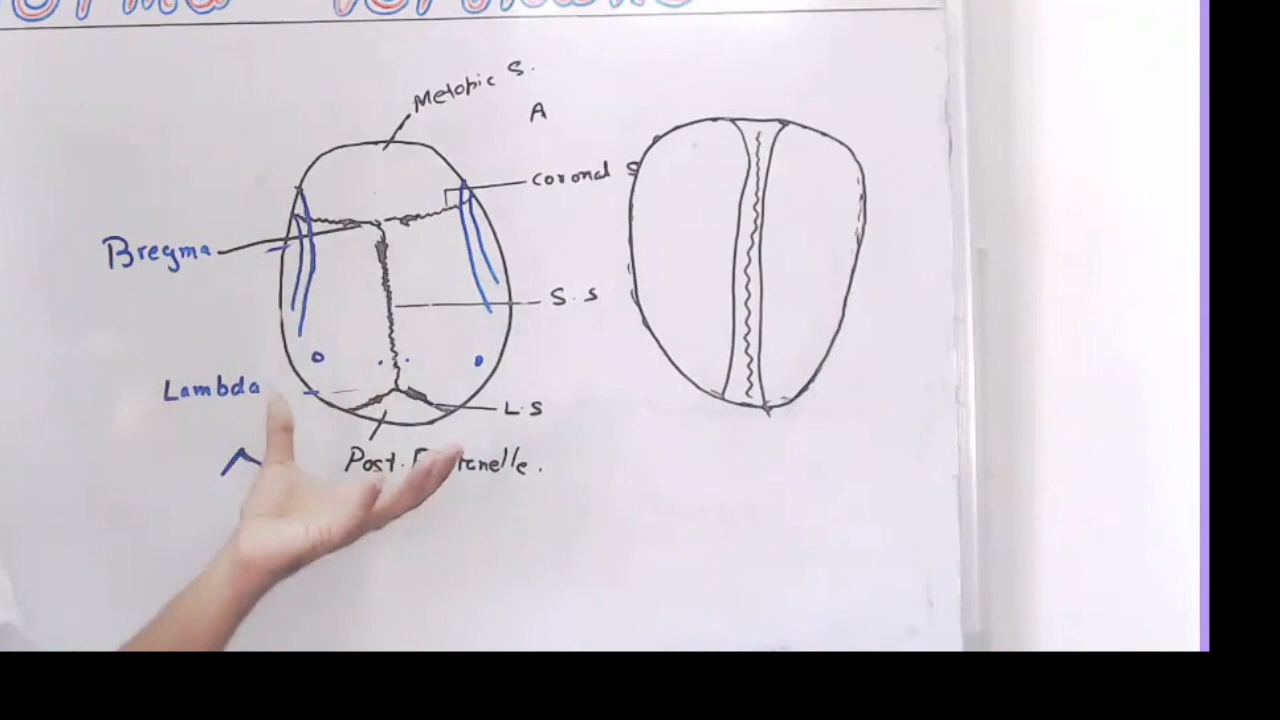 Metopic S.
A
Coronal S
Bregma
S.S
Lambda
L.S
Post.